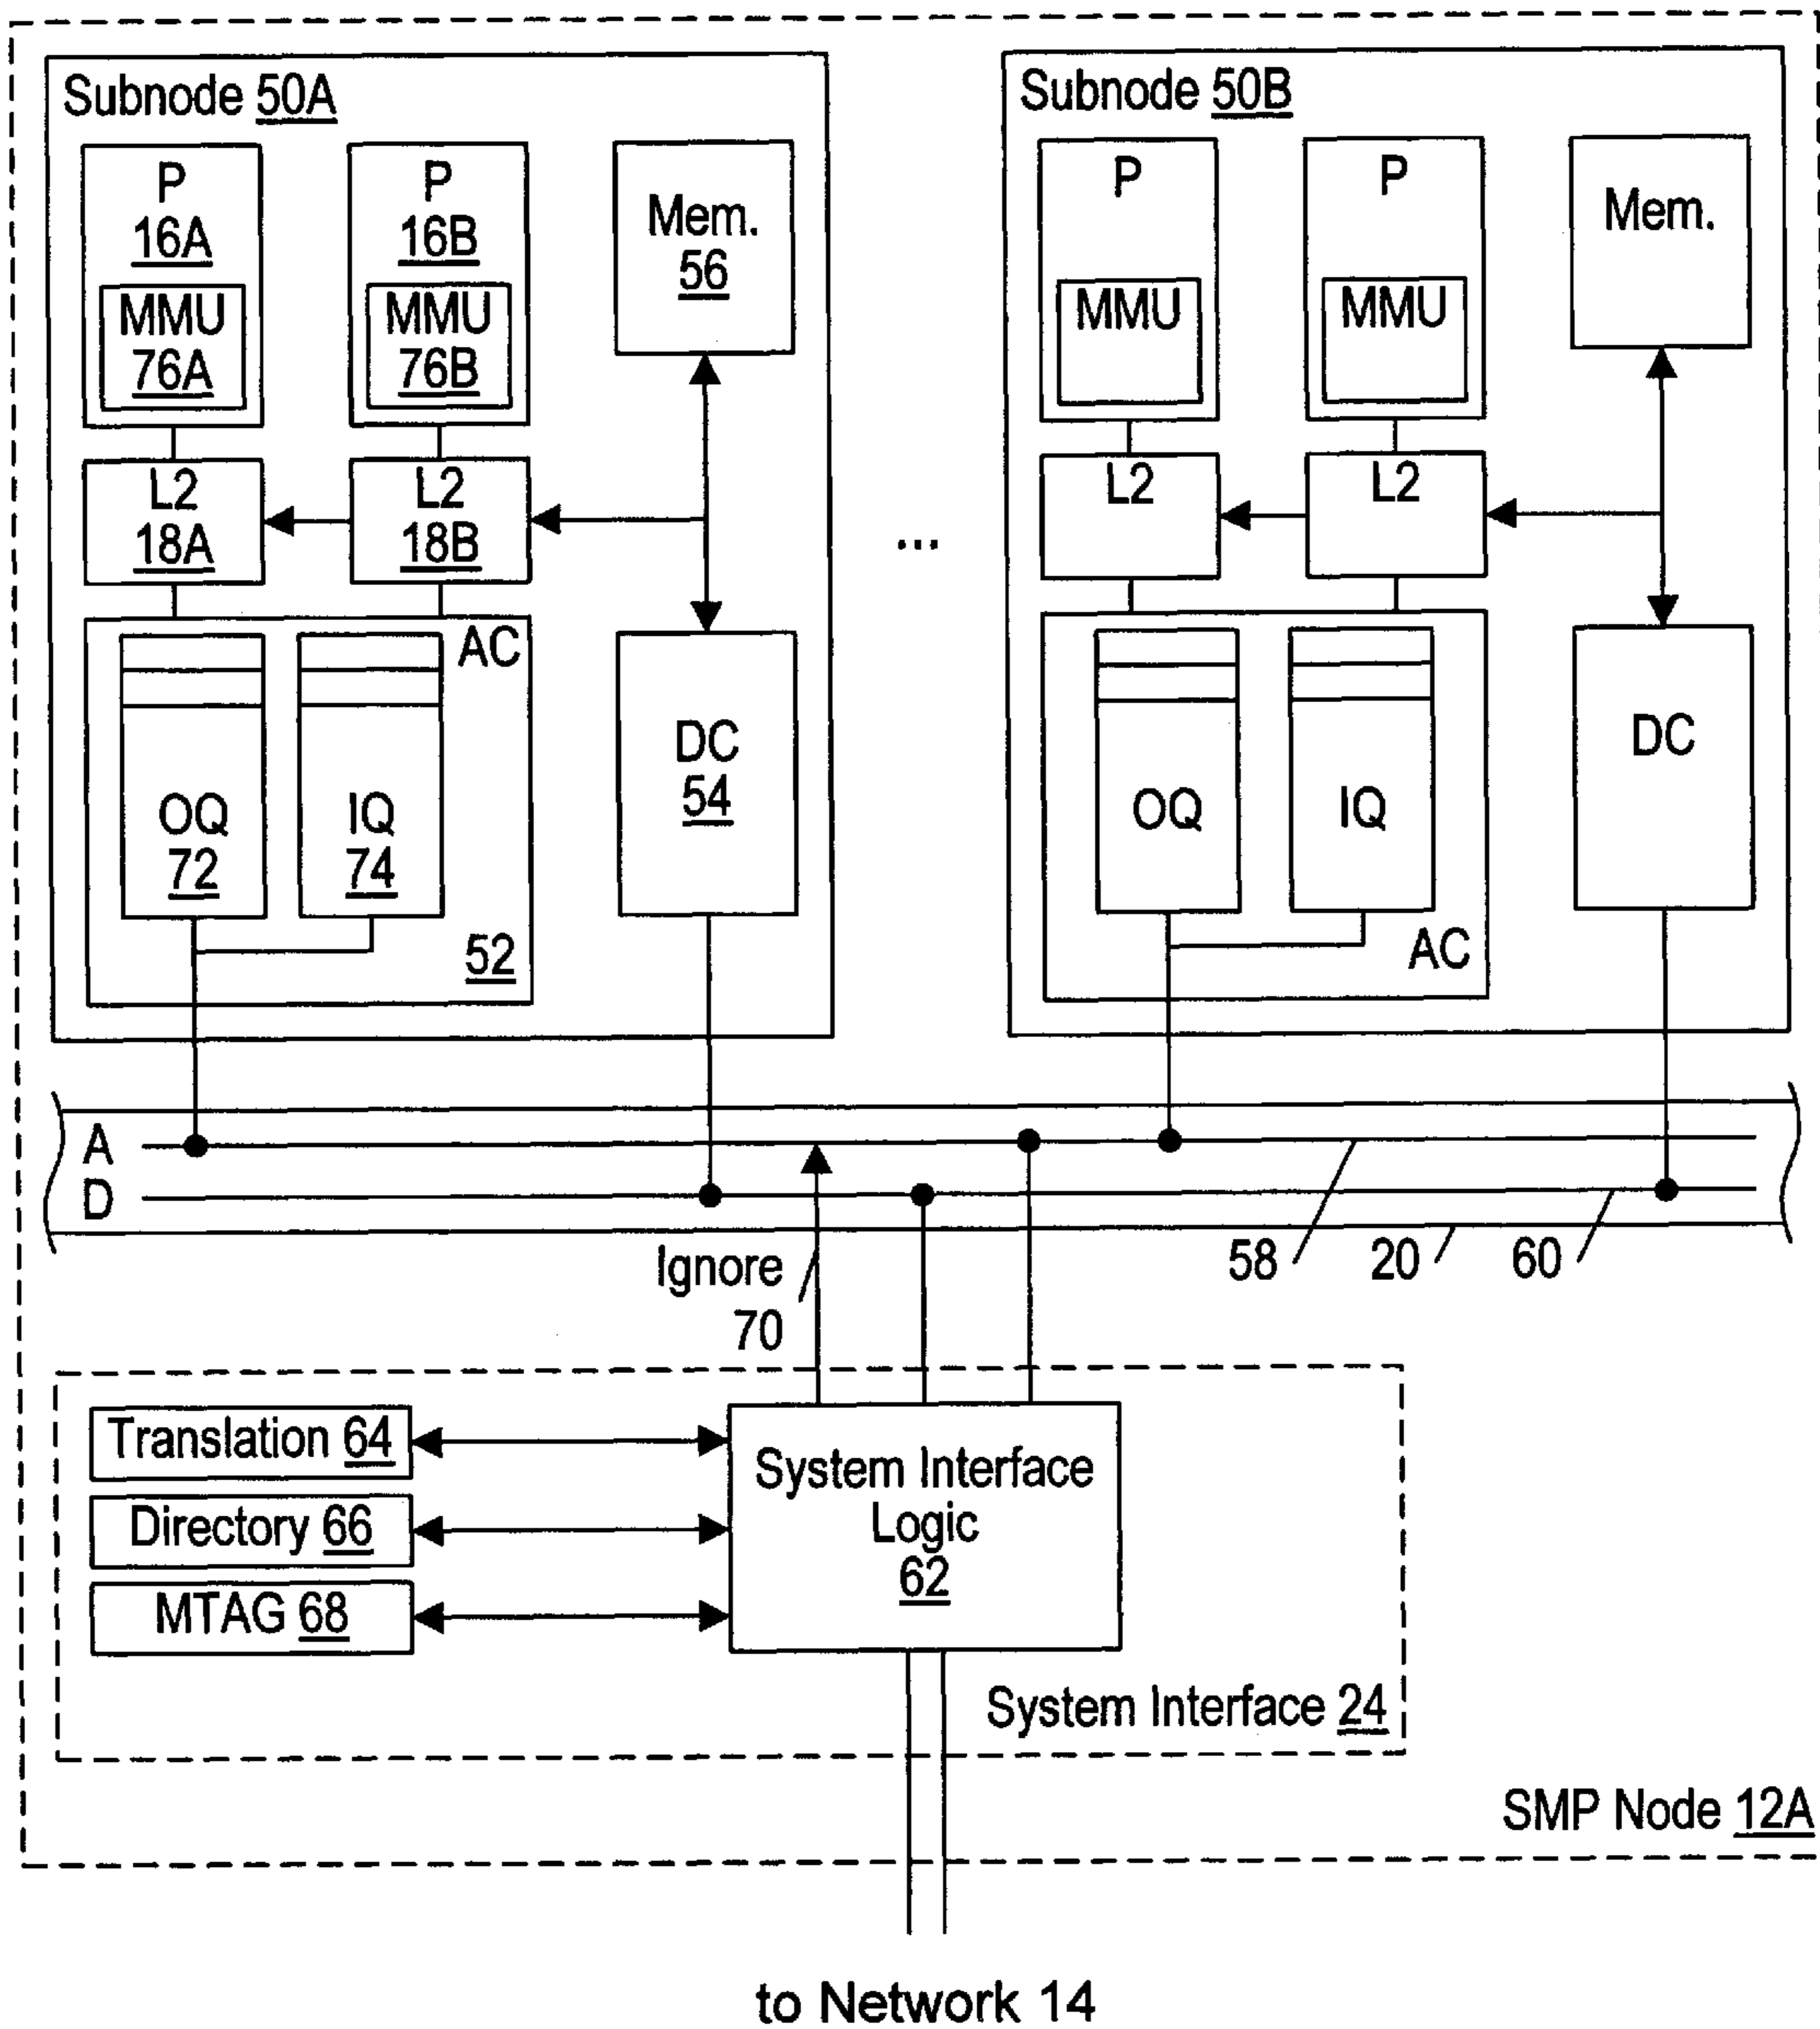 Subnode 50A
Subnode 50B
P
16A
MMU
76A
P
16B
MMU
76B
Mem.
56
P
MMU
P
MMU
Mem.
L2
18A
L2
18B
...
L2
L2
AC
OQ
72
IQ
74
52
DC
54
OQ
IQ
AC
DC
A
D
Ignore
70
58
20
60
Translation 64
Directory 66
MTAG 68
System Interface
Logic
62
System Interface 24
SMP Node 12A
to Network 14